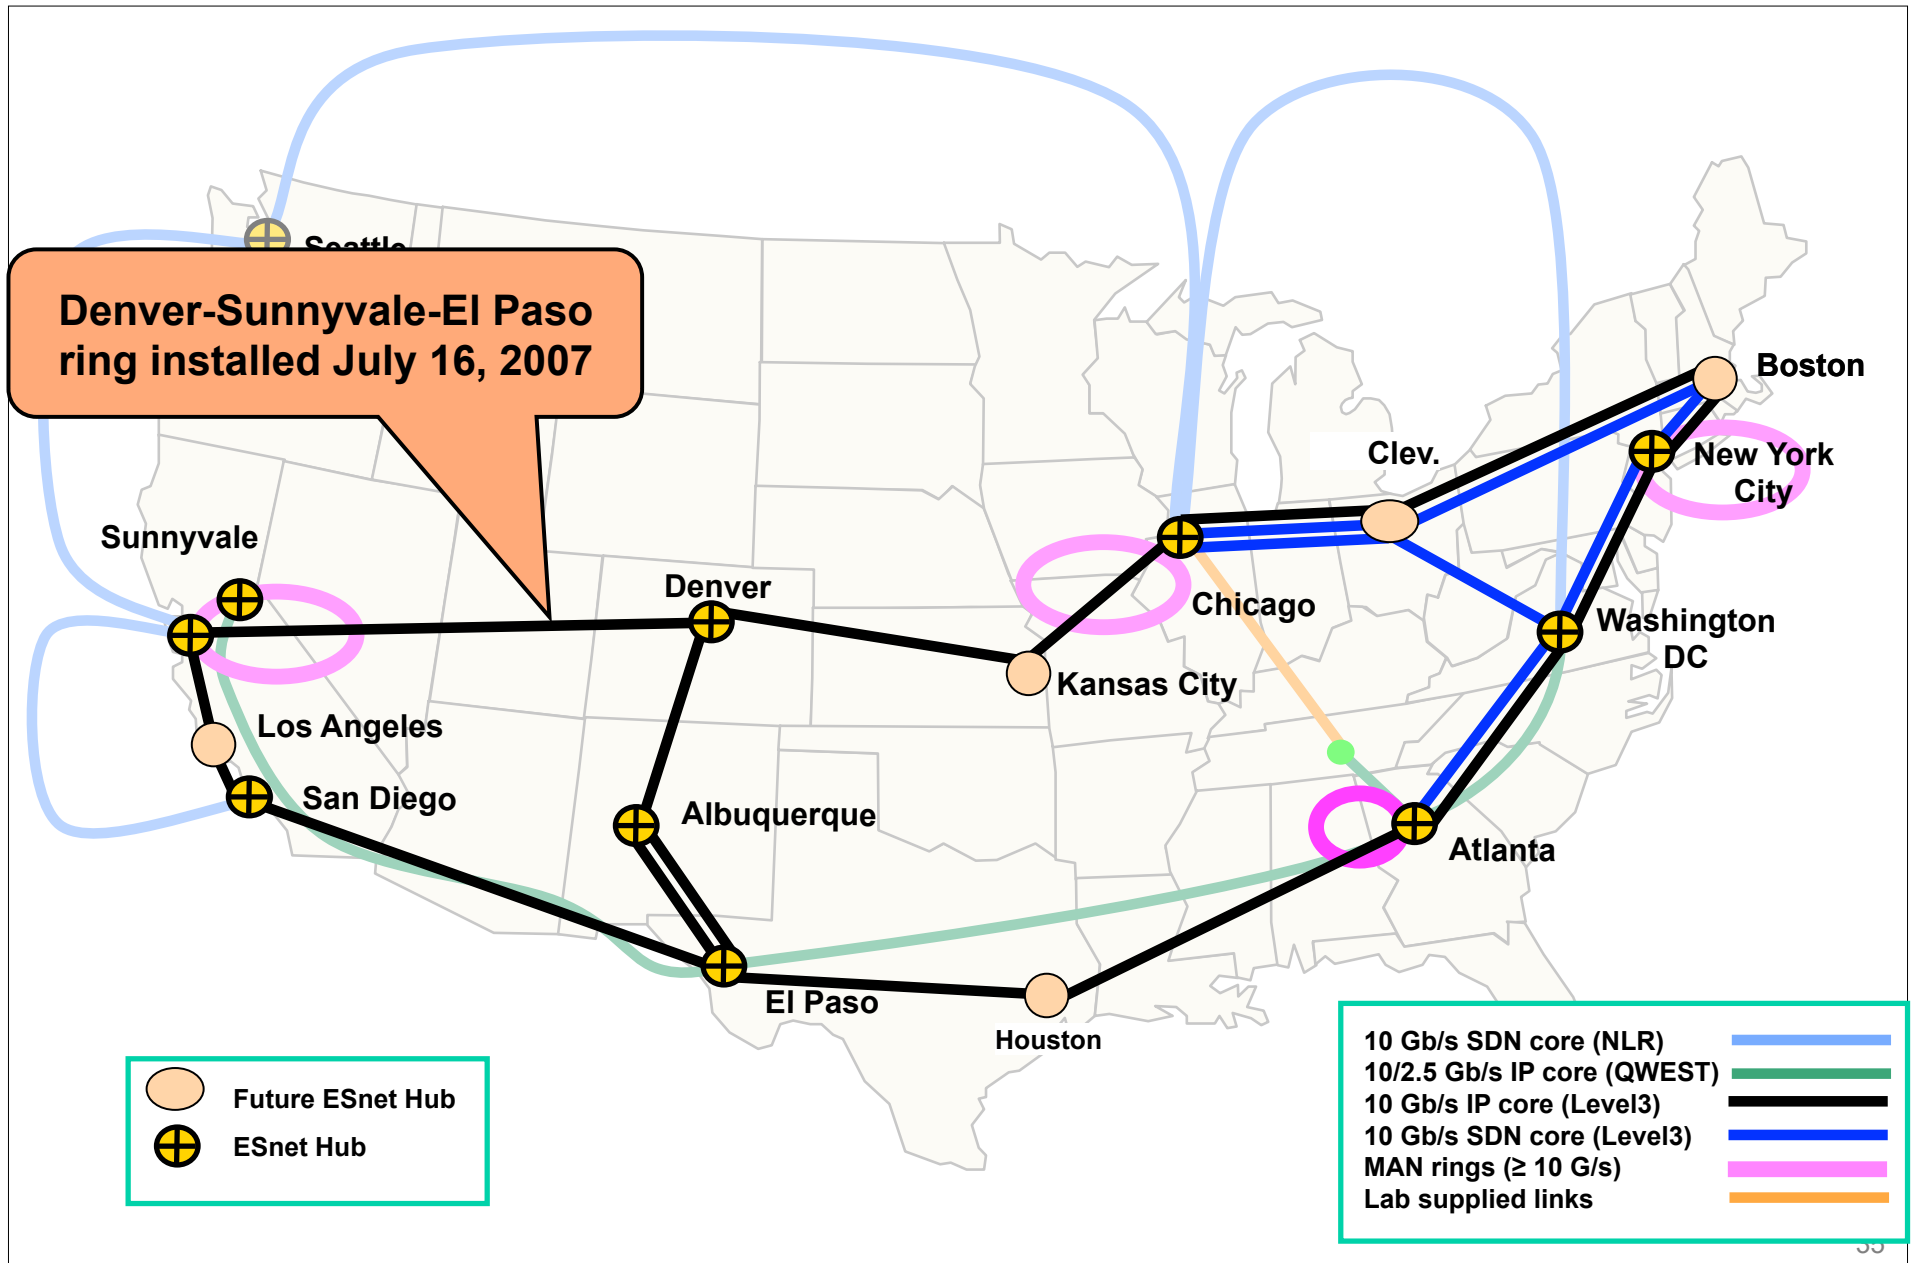 Seattle
Denver-Sunnyvale-El Paso
ring installed July 16, 2007
Boston
Clev.
New York
City
Sunnyvale
Denver
Chicago
Washington
DC
Kansas City
Los Angeles
San Diego
Albuquerque
Atlanta
El Paso
Houston
Future ESnet Hub
ESnet Hub
10 Gb/s SDN core (NLR)
10/2.5 Gb/s IP core (QWEST)
10 Gb/s IP core (Level3)
10 Gb/s SDN core (Level3)
MAN rings (≥ 10 G/s)
Lab supplied links
35